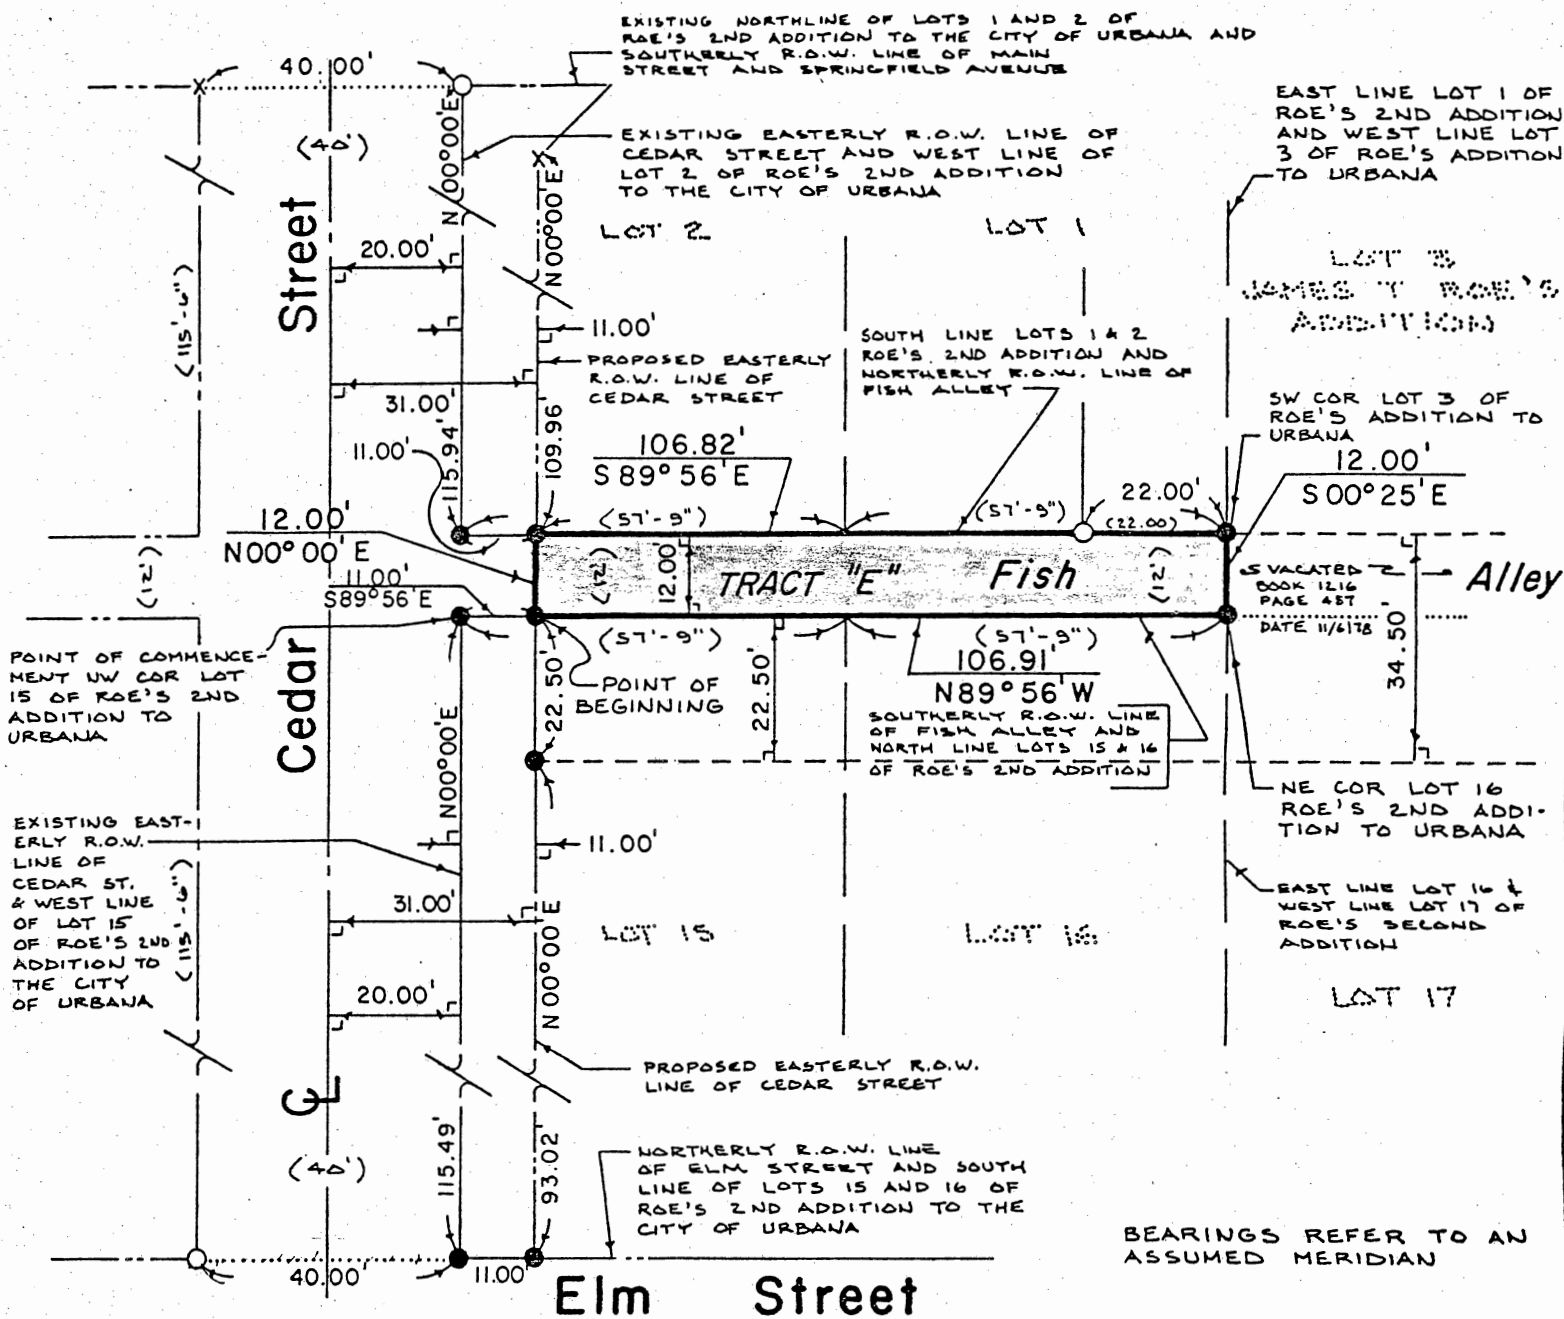 EXISTING NORTHLINE OF LOTS 1 AND 2 OF
ROE'S 2ND ADDITION TO THE CITY OF URBANA AND
SOUTHERLY R.O.W. LINE OF MAIN
STREET AND SPRINGFIELD AVENUE
40.00'
(40')
N 00°00' E
EXISTING EASTERLY R.O.W. LINE OF
CEDAR STREET AND WEST LINE OF
LOT 2 OF ROE'S 2ND ADDITION
TO THE CITY OF URBANA
EAST LINE LOT 1 OF
ROE'S 2ND ADDITION
AND WEST LINE LOT
3 OF ROE'S ADDITION
TO URBANA
N 00°00' E
LOT 2
LOT 1
LOT 3
JAMES T ROE'S
ADDITION
Street
20.00'
(115'-6")
11.00'
PROPOSED EASTERLY
R.O.W. LINE OF
CEDAR STREET
31.00'
SOUTH LINE LOTS 1 & 2
ROE'S 2ND ADDITION AND
NORTHERLY R.O.W. LINE OF
FISH ALLEY
SW COR LOT 3 OF
ROE'S ADDITION TO
URBANA
11.00'
115.94'
109.96
106.82'
S 89° 56' E
12.00'
S 00° 25' E
22.00'
(22.00)
(57'-9")
(57'-9")
12.00'
N 00° 00' E
11.00'
S 89° 56' E
(12')
(12')
12.00'
TRACT "E"
Fish
(12')
VACATED
BOOK 1216
PAGE 457
DATE 11/6/78
Alley
34.50'
(57'-9")
(57'-9")
106.91'
N 89° 56' W
POINT OF COMMENCE-
MENT NW COR LOT
15 OF ROE'S 2ND
ADDITION TO
URBANA
Cedar
POINT OF
BEGINNING
22.50'
22.50'
SOUTHERLY R.O.W. LINE
OF FISH ALLEY AND
NORTH LINE LOTS 15 & 16
OF ROE'S 2ND ADDITION
N00°00'E
NE COR LOT 16
ROE'S 2ND ADDI-
TION TO URBANA
EXISTING EAST-
ERLY R.O.W.
LINE OF
CEDAR ST.
& WEST LINE
OF LOT 15
OF ROE'S 2ND
ADDITION TO
THE CITY
OF URBANA
(115'-6")
11.00'
31.00'
20.00'
N 00°00 E
LOT 15
LOT 16
EAST LINE LOT 16 &
WEST LINE LOT 17 OF
ROE'S SECOND
ADDITION
LOT 17
PROPOSED EASTERLY R.O.W.
LINE OF CEDAR STREET
CL
(40')
115.49'
93.02'
NORTHERLY R.O.W. LINE
OF ELM STREET AND SOUTH
LINE OF LOTS 15 AND 16 OF
ROE'S 2ND ADDITION TO THE
CITY OF URBANA
BEARINGS REFER TO AN
ASSUMED MERIDIAN
40.00'
11.00'
Elm Street